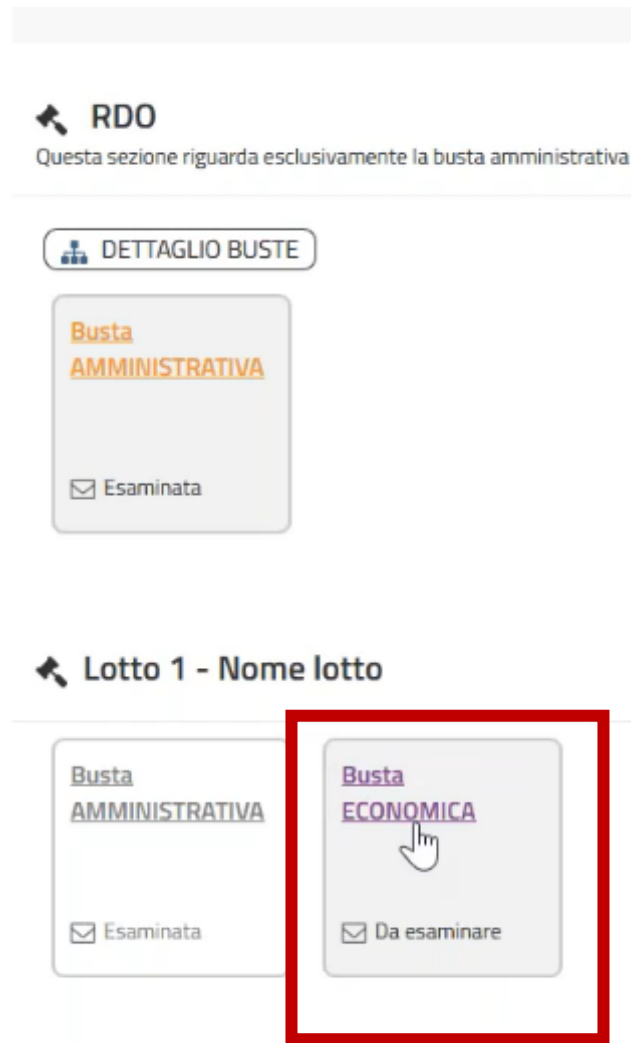 RDO
Questa sezione riguarda esclusivamente la busta amministrativa
DETTAGLIO BUSTE
Busta
AMMINISTRATIVA
Esaminata
Lotto 1 - Nome lotto
Busta
AMMINISTRATIVA
Esaminata
Busta
ECONOMICA
Da esaminare